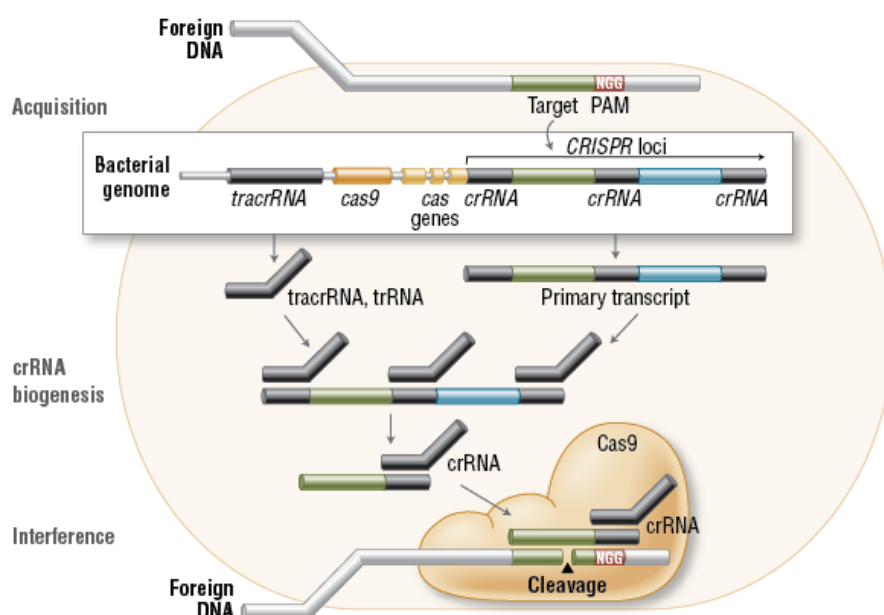 Foreign
DNA
NGG
Acquisition
Target PAM
CRISPR loci
Bacterial
genome
tracrRNA
cas9
cas
genes
crRNA
crRNA
crRNA
tracrRNA, trRNA
Primary transcript
crRNA
biogenesis
Cas9
crRNA
crRNA
Interference
NGG
Cleavage
Foreign
DNA